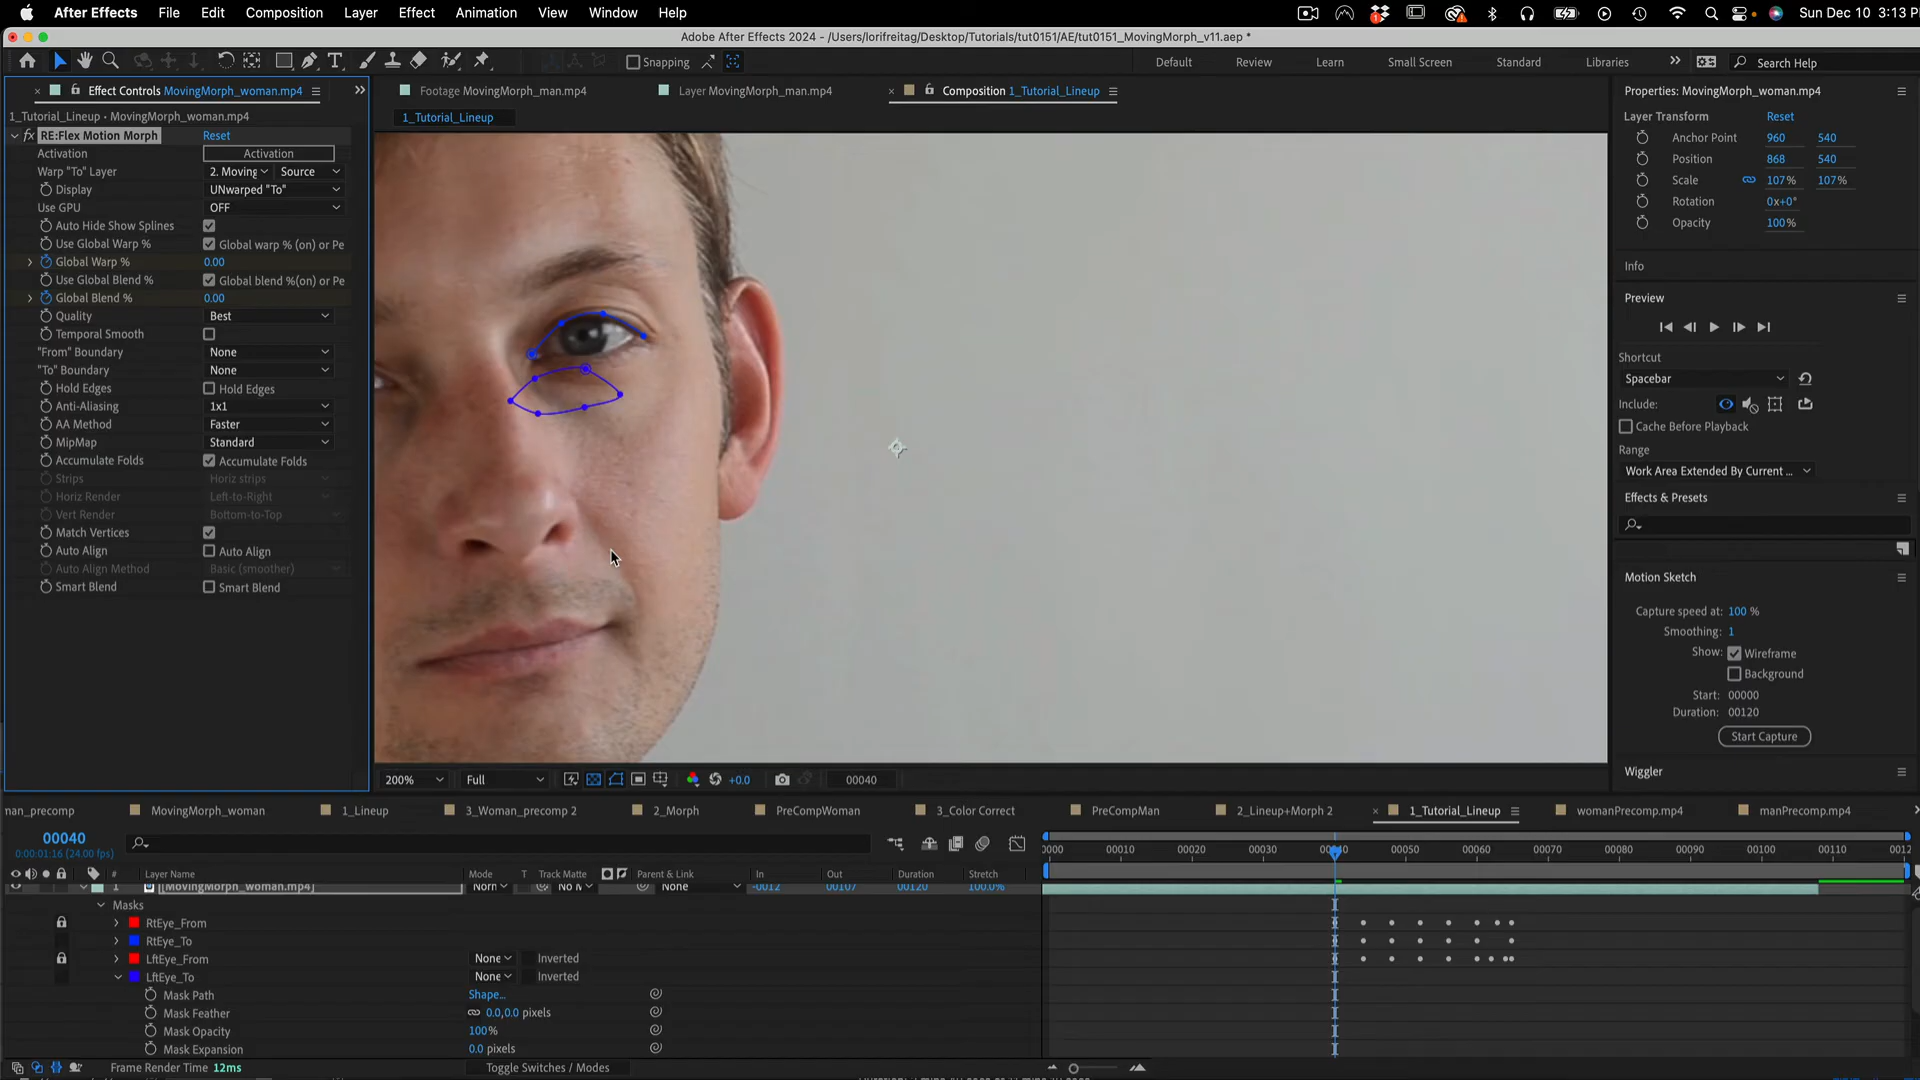 After Effects File Edit Composition Layer Effect Animation View Window Help
Sun Dec 10 3:13 P
Adobe After Effects 2024 - /Users/lorifreitag/Desktop/Tutorials/tut0151/AE/tut0151_MovingMorph_v11.aep *
Snapping
Default Review Learn Small Screen Standard Libraries Search Help
Effect Controls MovingMorph_woman.mp4
Footage MovingMorph_man.mp4
Layer MovingMorph_man.mp4
Composition 1_Tutorial_Lineup
1_Tutorial_Lineup
1_Tutorial_Lineup • MovingMorph_woman.mp4
fx RE:Flex Motion Morph Reset
Activation Activation
Warp "To" Layer 2. Moving Source
Display UNwarped "To"
Use GPU OFF
Auto Hide Show Splines
Use Global Warp % Global warp % (on) or Pe
Global Warp % 0.00
Use Global Blend % Global blend %(on) or Pe
Global Blend % 0.00
Quality Best
Temporal Smooth
"From" Boundary None
"To" Boundary None
Hold Edges Hold Edges
Anti-Aliasing 1x1
AA Method Faster
MipMap Standard
Accumulate Folds Accumulate Folds
Strips Horiz strips
Horiz Render Left-to-Right
Vert Render Bottom-to-Top
Match Vertices
Auto Align Auto Align
Auto Align Method Basic (smoother)
Smart Blend Smart Blend
200% Full +0.0 00040
Properties: MovingMorph_woman.mp4
Layer Transform Reset
Anchor Point 960 540
Position 868 540
Scale 107% 107%
Rotation 0x+0°
Opacity 100%
Info
Preview
Shortcut
Spacebar
Include:
Cache Before Playback
Range
Work Area Extended By Current ...
Effects & Presets
Motion Sketch
Capture speed at: 100 %
Smoothing: 1
Show: Wireframe
Background
Start: 00000
Duration: 00120
Start Capture
Wiggler
man_precomp MovingMorph_woman 1_Lineup 3_Woman_precomp 2 2_Morph PreCompWoman 3_Color Correct PreCompMan 2_Lineup+Morph 2 1_Tutorial_Lineup womanPrecomp.mp4 manPrecomp.mp4
00040
0:00:01:16 (24.00 fps)
0000 00010 00020 00030 00040 00050 00060 00070 00080 00090 00100 00110 0012
# Layer Name Mode T Track Matte Parent & Link In Out Duration Stretch
1 [MovingMorph_woman.mp4] Norr No M None -0012 00107 00120 100.0%
Masks
RtEye_From
RtEye_To
LftEye_From None Inverted
LftEye_To None Inverted
Mask Path Shape...
Mask Feather 0.0,0.0 pixels
Mask Opacity 100%
Mask Expansion 0.0 pixels
Frame Render Time 12ms Toggle Switches / Modes